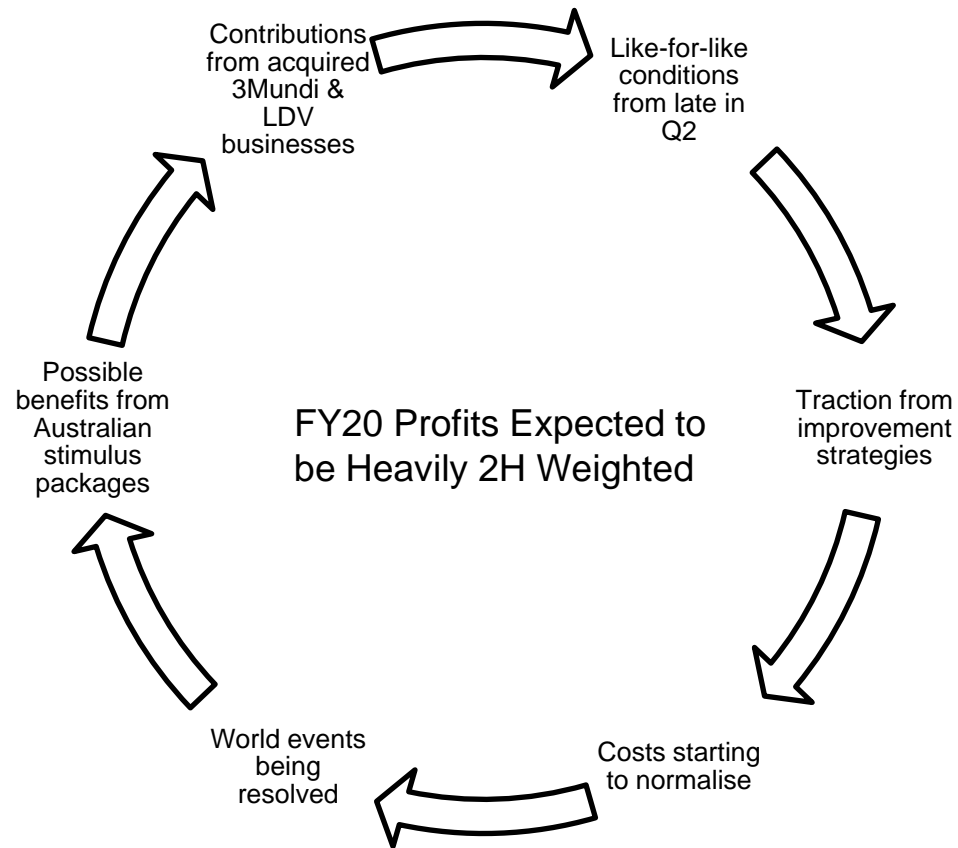 Contributions
from acquired
3Mundi &
LDV
businesses
Like-for-like
conditions
from late in
Q2
Traction from
improvement
strategies
Costs starting
to normalise
World events
being
resolved
Possible
benefits from
Australian
stimulus
packages
FY20 Profits Expected to
be Heavily 2H Weighted